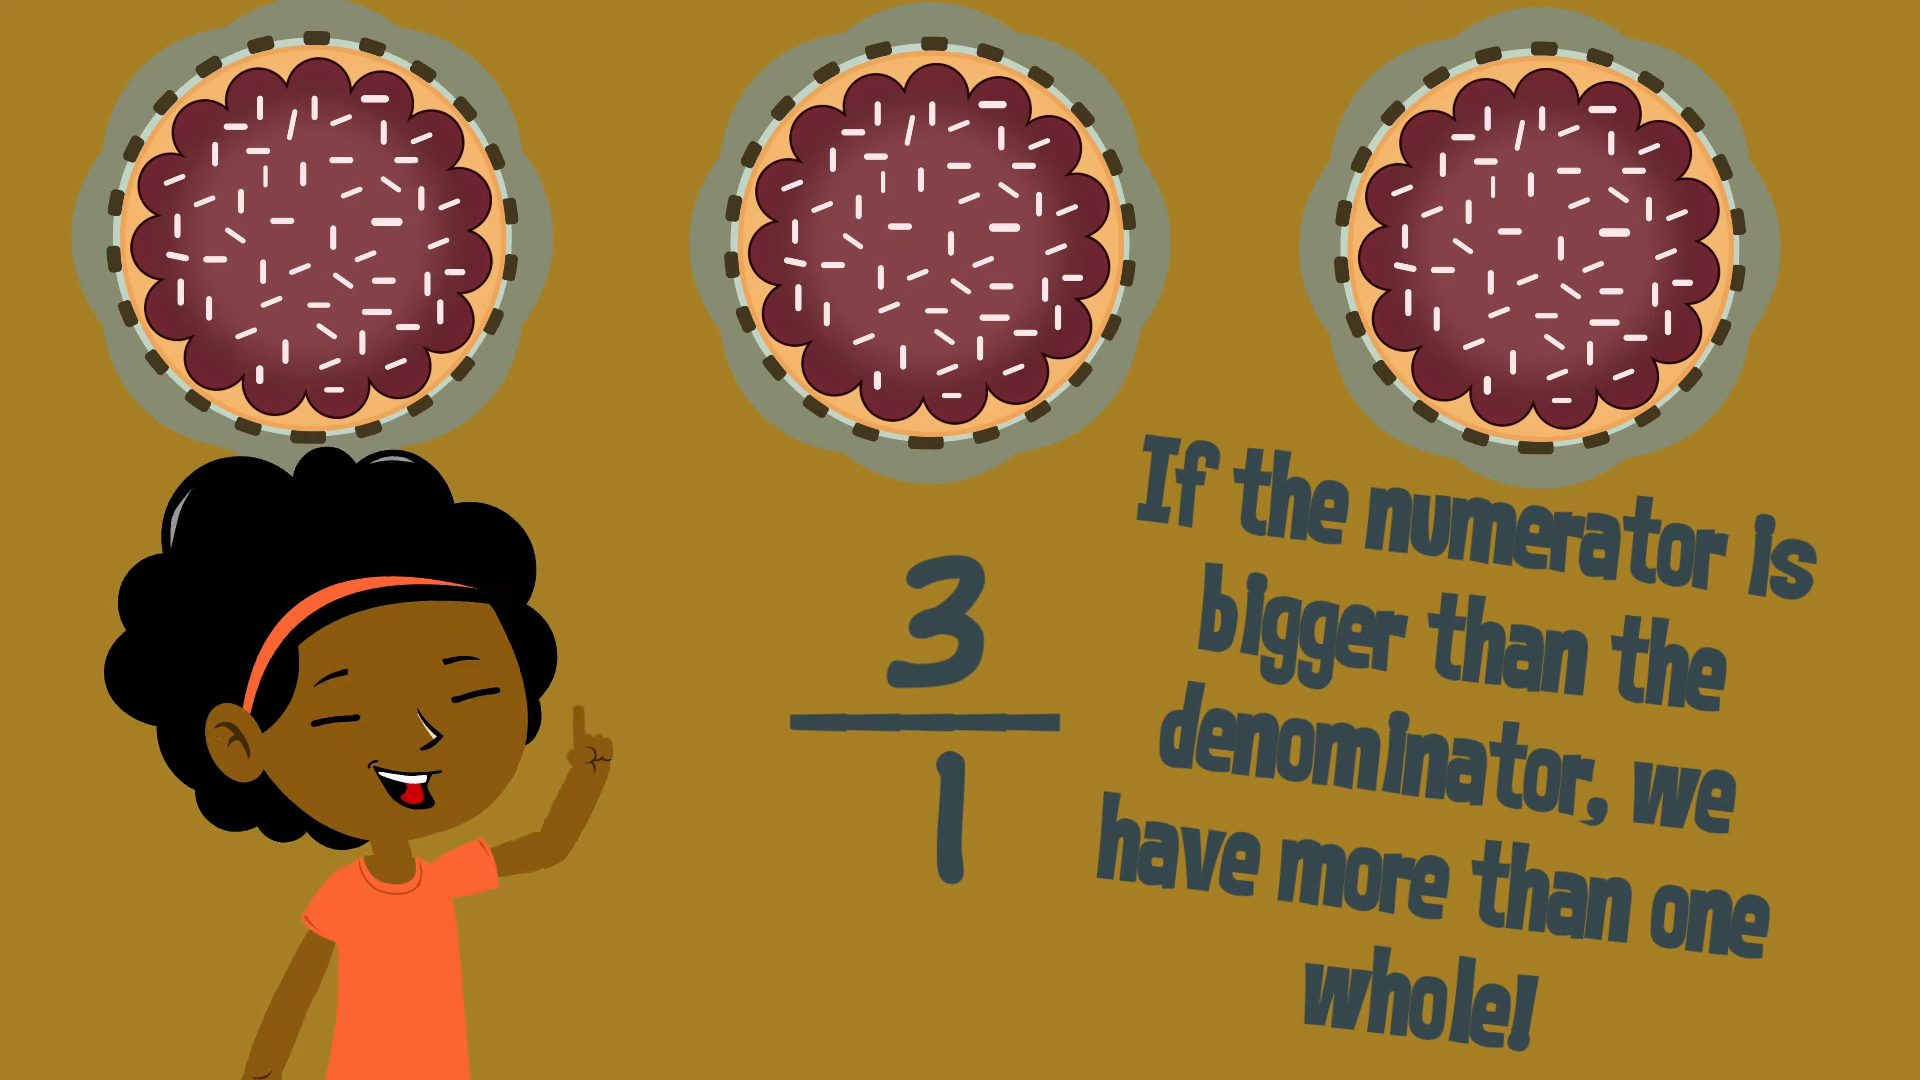 3
1
If the numerator is
bigger than the
denominator, we
have more than one
whole!